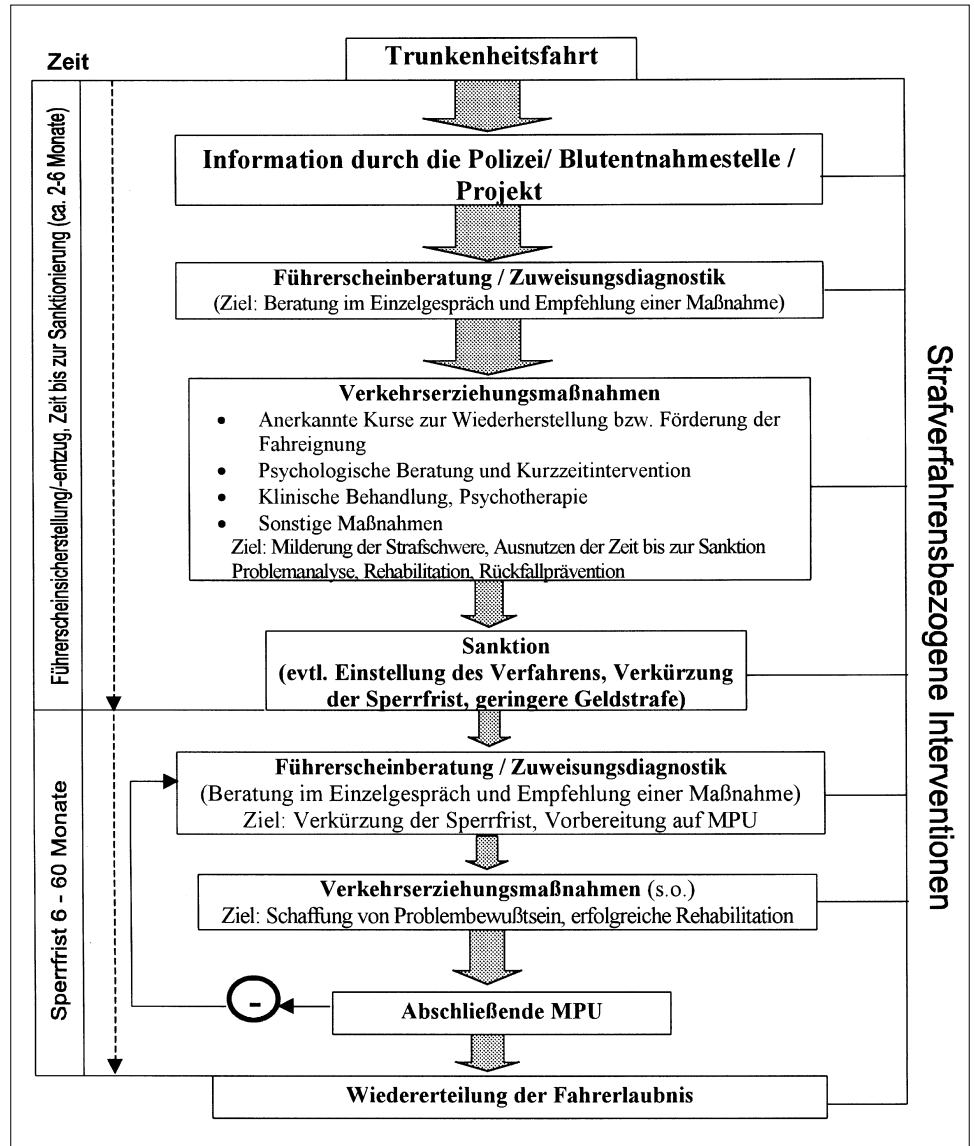 Zeit
Trunkenheitsfahrt
Führerscheinsicherstellung/-entzug, Zeit bis zur Sanktionierung (ca. 2-6 Monate)
Information durch die Polizei/ Blutentnahmestelle /
Projekt
Führerscheinberatung / Zuweisungsdiagnostik
(Ziel: Beratung im Einzelgespräch und Empfehlung einer Maßnahme)
Verkehrserziehungsmaßnahmen
• Anerkannte Kurse zur Wiederherstellung bzw. Förderung der
Fahreignung
• Psychologische Beratung und Kurzzeitintervention
• Klinische Behandlung, Psychotherapie
• Sonstige Maßnahmen
Ziel: Milderung der Strafschwere, Ausnutzen der Zeit bis zur Sanktion
Problemanalyse, Rehabilitation, Rückfallprävention
Sanktion
(evtl. Einstellung des Verfahrens, Verkürzung
der Sperrfrist, geringere Geldstrafe)
Sperrfrist 6 - 60 Monate
Führerscheinberatung / Zuweisungsdiagnostik
(Beratung im Einzelgespräch und Empfehlung einer Maßnahme)
Ziel: Verkürzung der Sperrfrist, Vorbereitung auf MPU
Verkehrserziehungsmaßnahmen (s.o.)
Ziel: Schaffung von Problembewußtsein, erfolgreiche Rehabilitation
-
Abschließende MPU
Wiedererteilung der Fahrerlaubnis
Strafverfahrensbezogene Interventionen